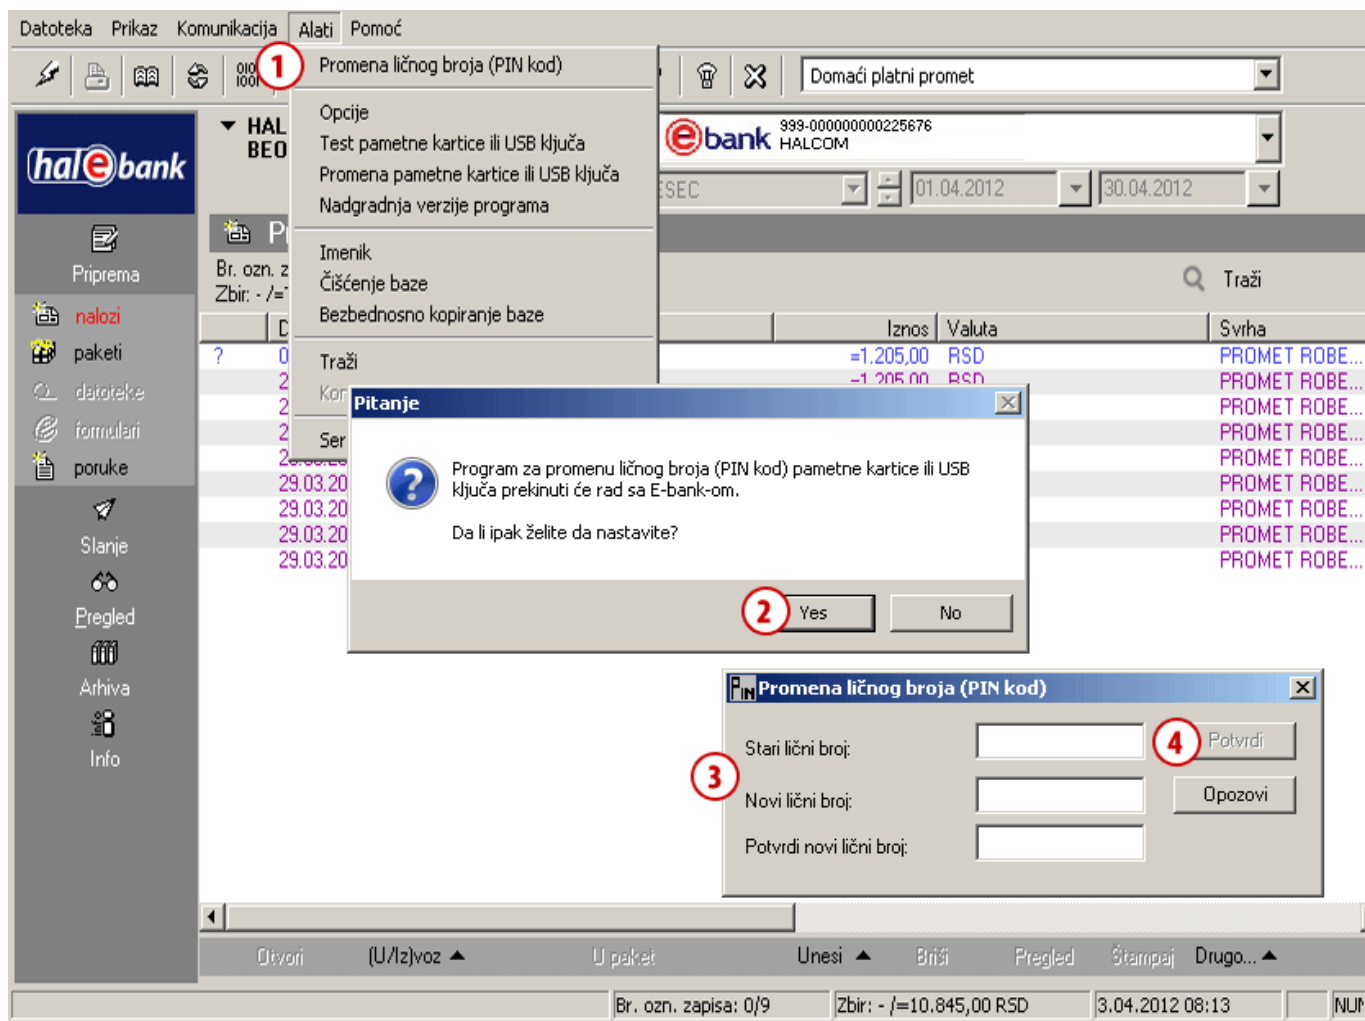 Datoteka Prikaz Komunikacija Alati Pomoć
1
Promena ličnog broja (PIN kod)
Opcije
Test pametne kartice ili USB ključa
Promena pametne kartice ili USB ključa
Nadgradnja verzije programa
Imenik
Čišćenje baze
Bezbednosno kopiranje baze
Traži
Domaći platni promet
halebank
HAL
BEO
ebank 999-000000000225676
HALCOM
01.04.2012 30.04.2012
Priprema
nalozi
paketi
datoteke
formulari
poruke
Slanje
Pregled
Arhiva
Info
Br. ozn. z
Zbir: - /=
Traži
Iznos Valuta Svrha
? =1.205,00 RSD PROMET ROBE...
=1.205,00 RSD PROMET ROBE...
PROMET ROBE...
PROMET ROBE...
PROMET ROBE...
29.03.20 PROMET ROBE...
29.03.20 PROMET ROBE...
29.03.20 PROMET ROBE...
29.03.20 PROMET ROBE...
Pitanje
Program za promenu ličnog broja (PIN kod) pametne kartice ili USB
ključa prekinuti će rad sa E-bank-om.
Da li ipak želite da nastavite?
2 Yes No
PIN Promena ličnog broja (PIN kod)
3
Stari lični broj: 4 Potvrdi
Novi lični broj: Opozovi
Potvrdi novi lični broj:
Otvori (U/Iz)voz U paket Unesi Briši Pregled Štampaj Drugo...
Br. ozn. zapisa: 0/9 Zbir: - /=10.845,00 RSD 3.04.2012 08:13